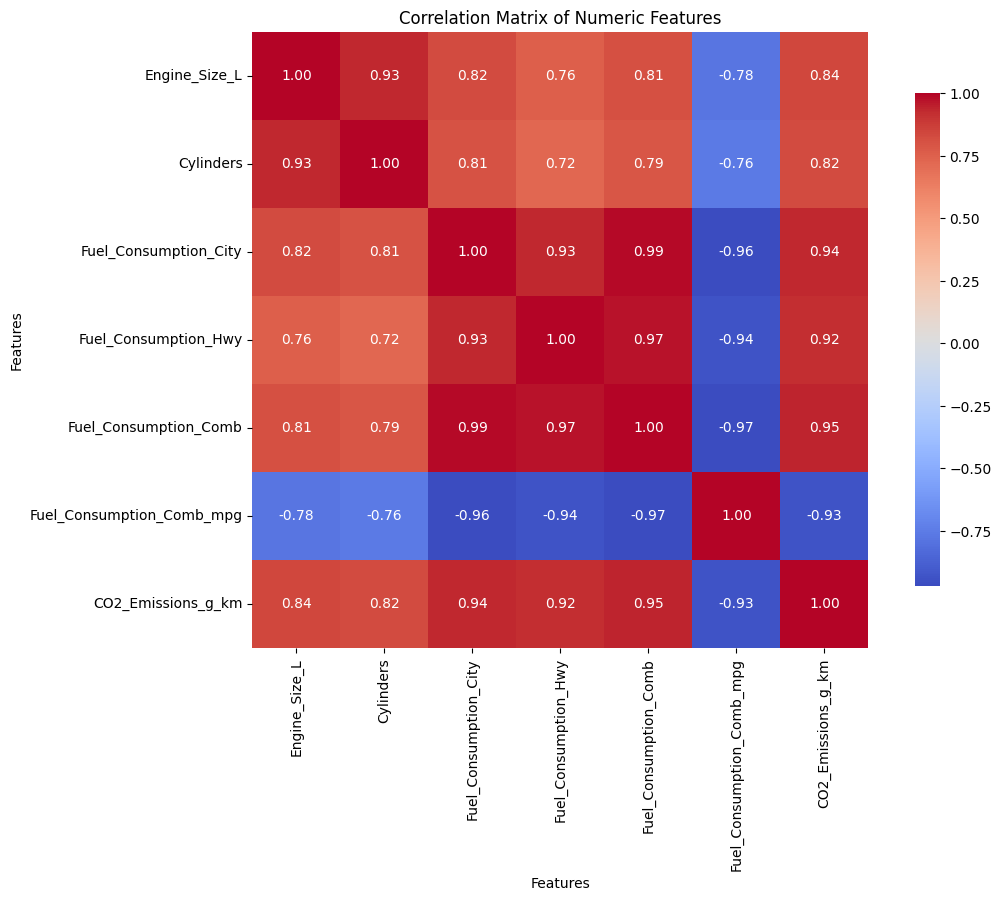 Correlation Matrix of Numeric Features
Engine_Size_L 1.00 0.93 0.82 0.76 0.81 -0.78 0.84
Cylinders 0.93 1.00 0.81 0.72 0.79 -0.76 0.82
Fuel_Consumption_City 0.82 0.81 1.00 0.93 0.99 -0.96 0.94
Fuel_Consumption_Hwy 0.76 0.72 0.93 1.00 0.97 -0.94 0.92
Fuel_Consumption_Comb 0.81 0.79 0.99 0.97 1.00 -0.97 0.95
Fuel_Consumption_Comb_mpg -0.78 -0.76 -0.96 -0.94 -0.97 1.00 -0.93
CO2_Emissions_g_km 0.84 0.82 0.94 0.92 0.95 -0.93 1.00
Features
Engine_Size_L
Cylinders
Fuel_Consumption_City
Fuel_Consumption_Hwy
Fuel_Consumption_Comb
Fuel_Consumption_Comb_mpg
CO2_Emissions_g_km
Features
1.00
0.75
0.50
0.25
0.00
−0.25
−0.50
−0.75